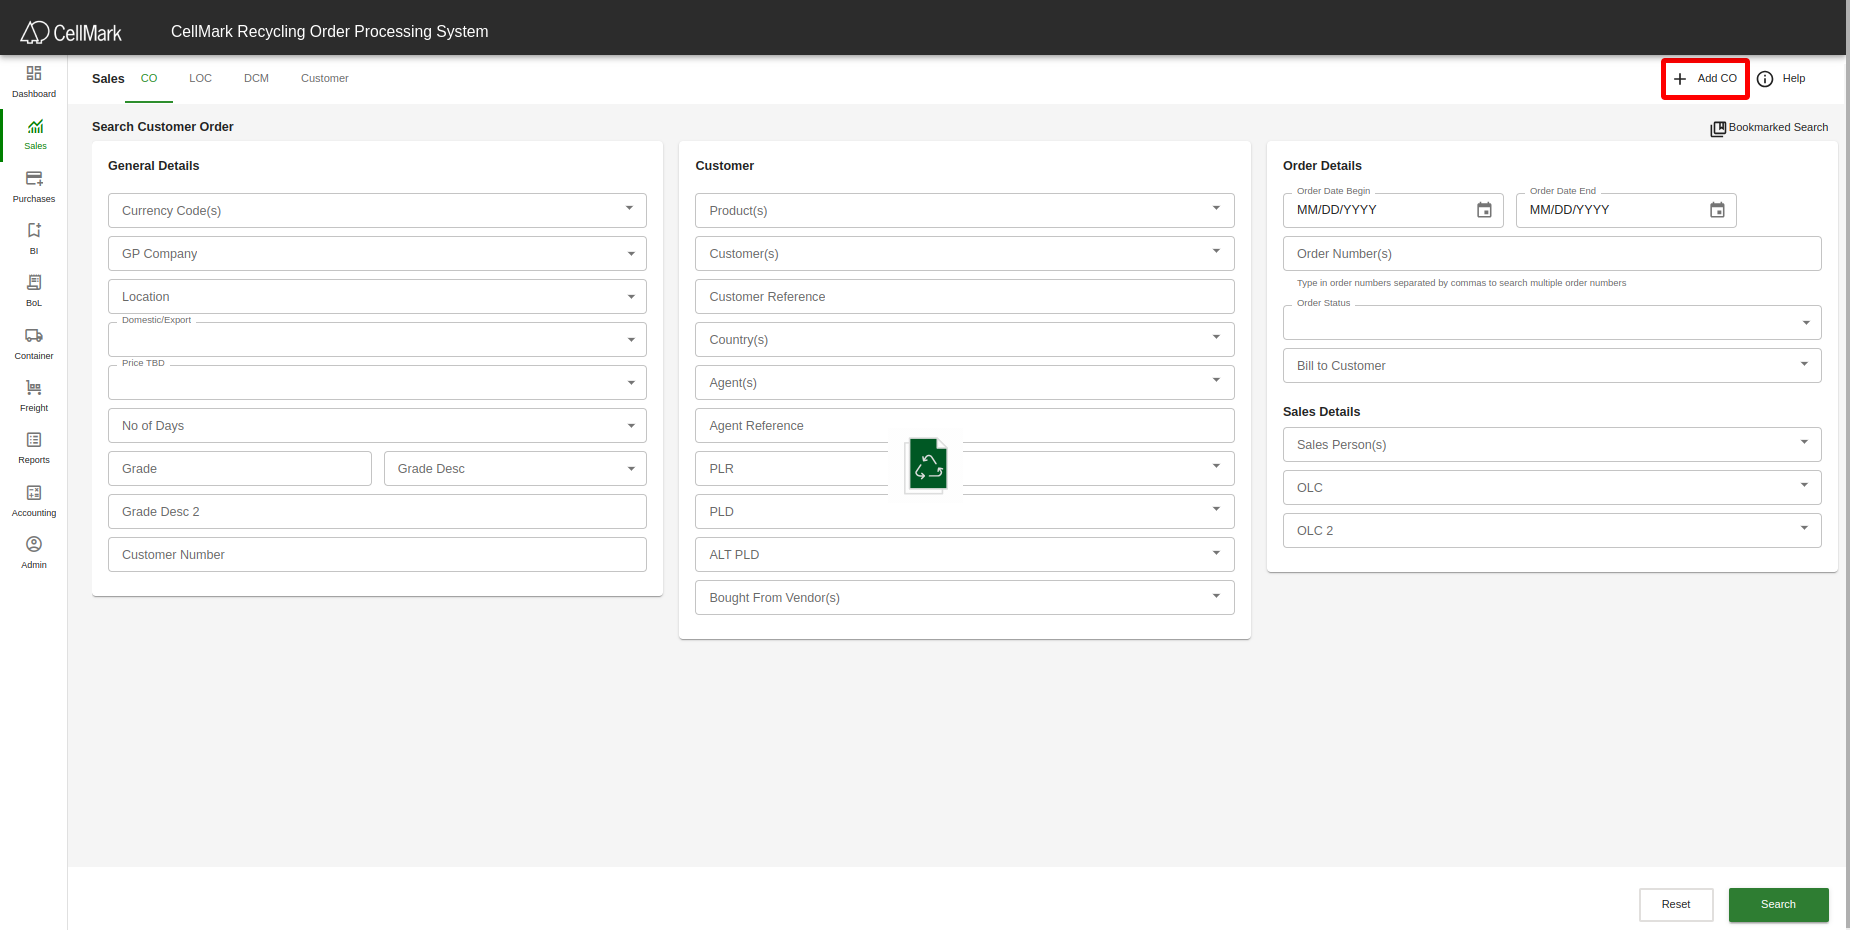 CellMark
CellMark Recycling Order Processing System
Dashboard
Sales
Purchases
BI
BoL
Container
Freight
Reports
Accounting
Admin
Sales CO LOC DCM Customer
Add CO
Help
Search Customer Order
Bookmarked Search
General Details
Currency Code(s)
GP Company
Location
Domestic/Export
Price TBD
No of Days
Grade
Grade Desc
Grade Desc 2
Customer Number
Customer
Product(s)
Customer(s)
Customer Reference
Country(s)
Agent(s)
Agent Reference
PLR
PLD
ALT PLD
Bought From Vendor(s)
Order Details
Order Date Begin
MM/DD/YYYY
Order Date End
MM/DD/YYYY
Order Number(s)
Type in order numbers separated by commas to search multiple order numbers
Order Status
Bill to Customer
Sales Details
Sales Person(s)
OLC
OLC 2
Reset
Search